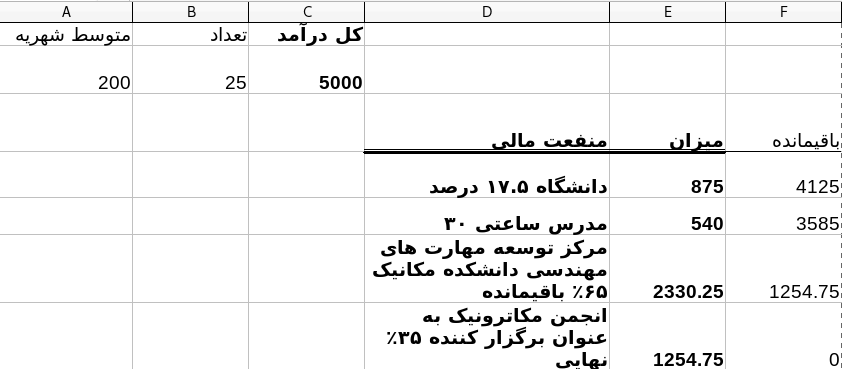 A B C D E F
متوسط شهریه تعداد کل درآمد
200 25 5000
منفعت مالی میزان باقیمانده
دانشگاه ۱۷.۵ درصد 875 4125
مدرس ساعتی ۳۰ 540 3585
مرکز توسعه مهارت های
مهندسی دانشکده مکانیک
۶۵٪ باقیمانده 2330.25 1254.75
انجمن مکاترونیک به
عنوان برگزار کننده ۳۵٪
نهایی 1254.75 0